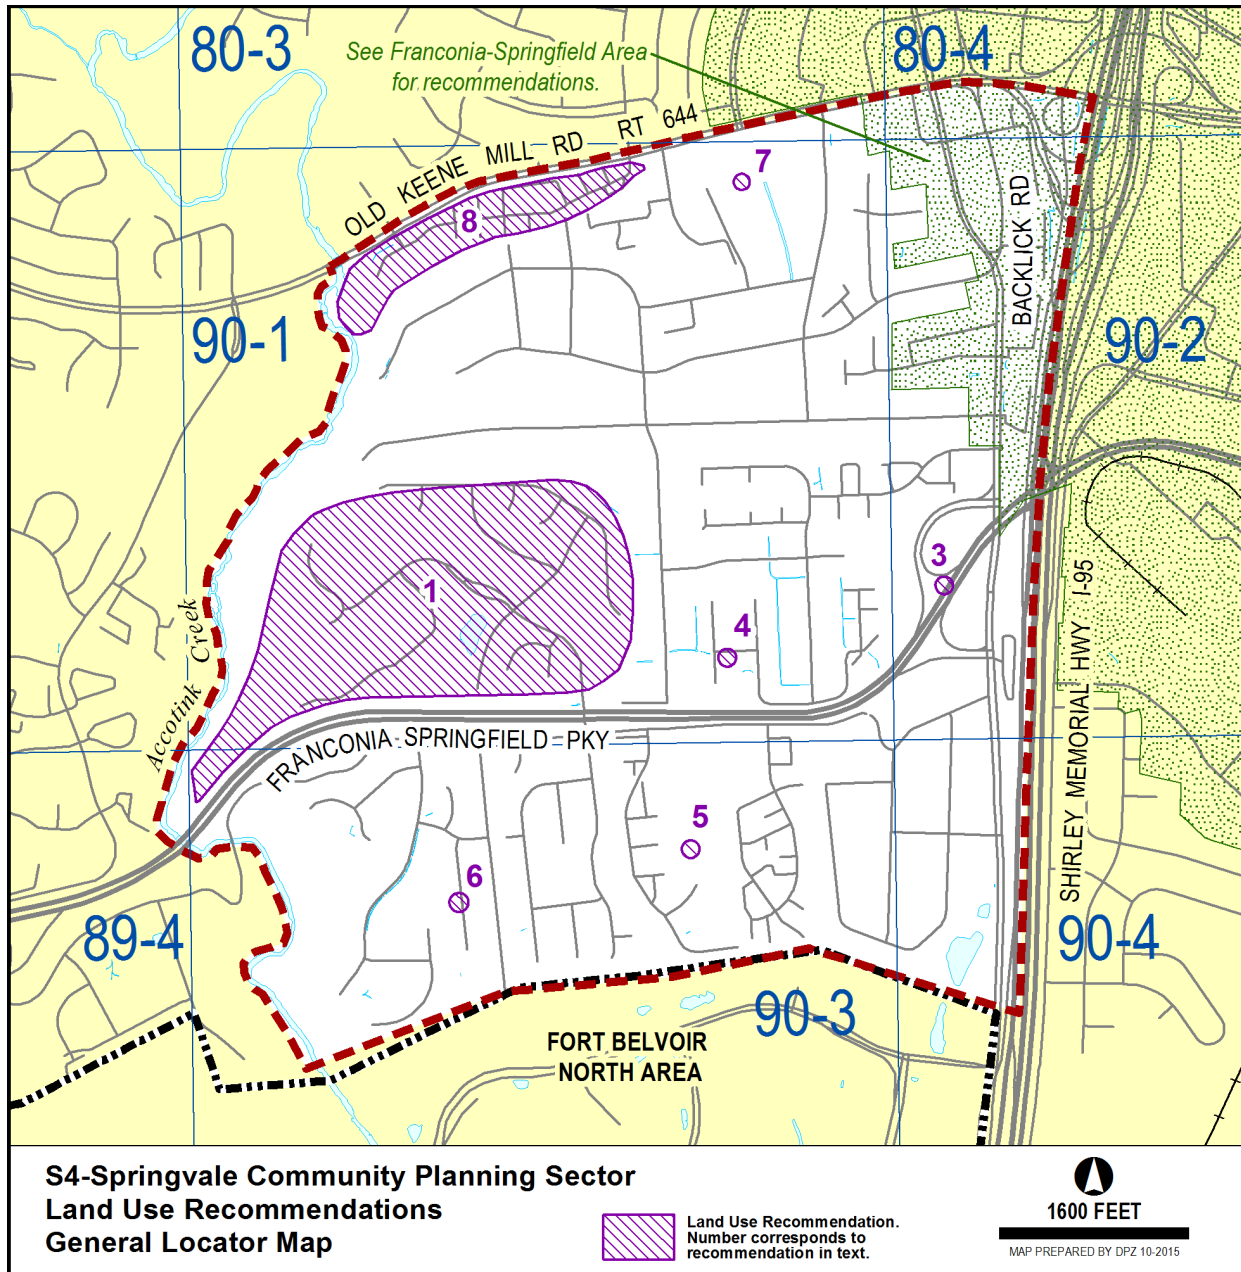 80-3
See Franconia-Springfield Area
for recommendations.
80-4
OLD KEENE MILL RD RT 644
7
8
BACKLICK RD
90-1
90-2
3
1
4
Accotink Creek
SHIRLEY MEMORIAL HWY I-95
FRANCONIA SPRINGFIELD PKY
5
6
89-4
90-4
90-3
FORT BELVOIR
NORTH AREA
S4-Springvale Community Planning Sector
Land Use Recommendations
General Locator Map
Land Use Recommendation.
Number corresponds to
recommendation in text.
1600 FEET
MAP PREPARED BY DPZ 10-2015